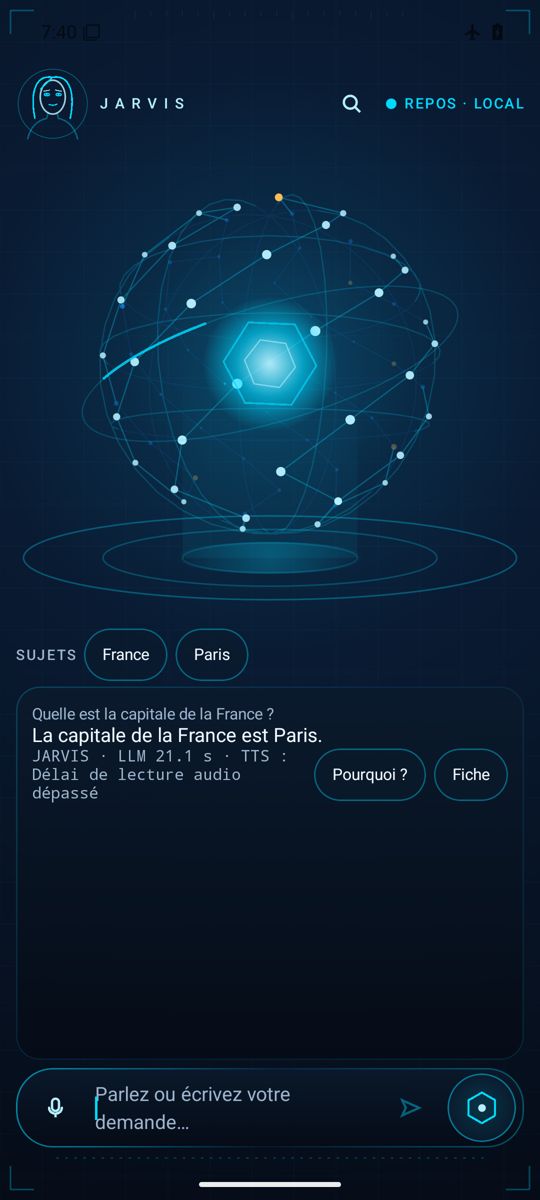 7:40
JARVIS
REPOS · LOCAL
SUJETS
France
Paris
Quelle est la capitale de la France ?
La capitale de la France est Paris.
JARVIS · LLM 21.1 s · TTS :
Délai de lecture audio
dépassé
Pourquoi ?
Fiche
Parlez ou écrivez votre
demande…